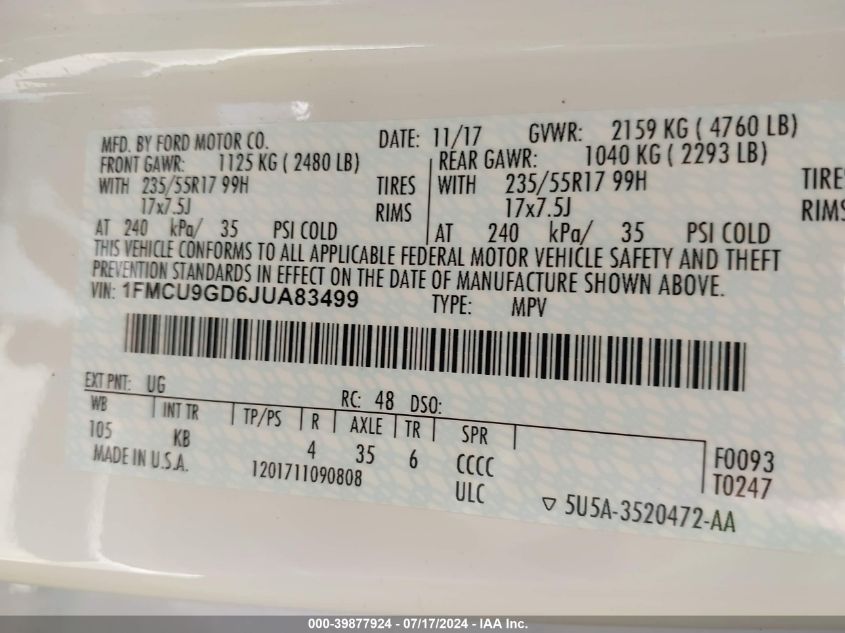 MFD. BY FORD MOTOR CO. DATE: 11/17 GVWR: 2159 KG ( 4760 LB)
FRONT GAWR: 1125 KG ( 2480 LB) REAR GAWR: 1040 KG ( 2293 LB)
WITH 235/55R17 99H TIRES WITH 235/55R17 99H TIRE
17x7.5J RIMS 17x7.5J RIMS
AT 240 kPa/ 35 PSI COLD AT 240 kPa/ 35 PSI COLD
THIS VEHICLE CONFORMS TO ALL APPLICABLE FEDERAL MOTOR VEHICLE SAFETY AND THEFT
PREVENTION STANDARDS IN EFFECT ON THE DATE OF MANUFACTURE SHOWN ABOVE.
VIN: 1FMCU9GD6JUA83499 TYPE: MPV
EXT PNT: UG RC: 48 DSO:
WB INT TR TP/PS R AXLE TR SPR
105 KB 4 35 6 CCCC F0093
MADE IN U.S.A. 1201711090808 ULC T0247
▽ 5U5A-3520472-AA
000-39877924 - 07/17/2024 - IAA Inc.